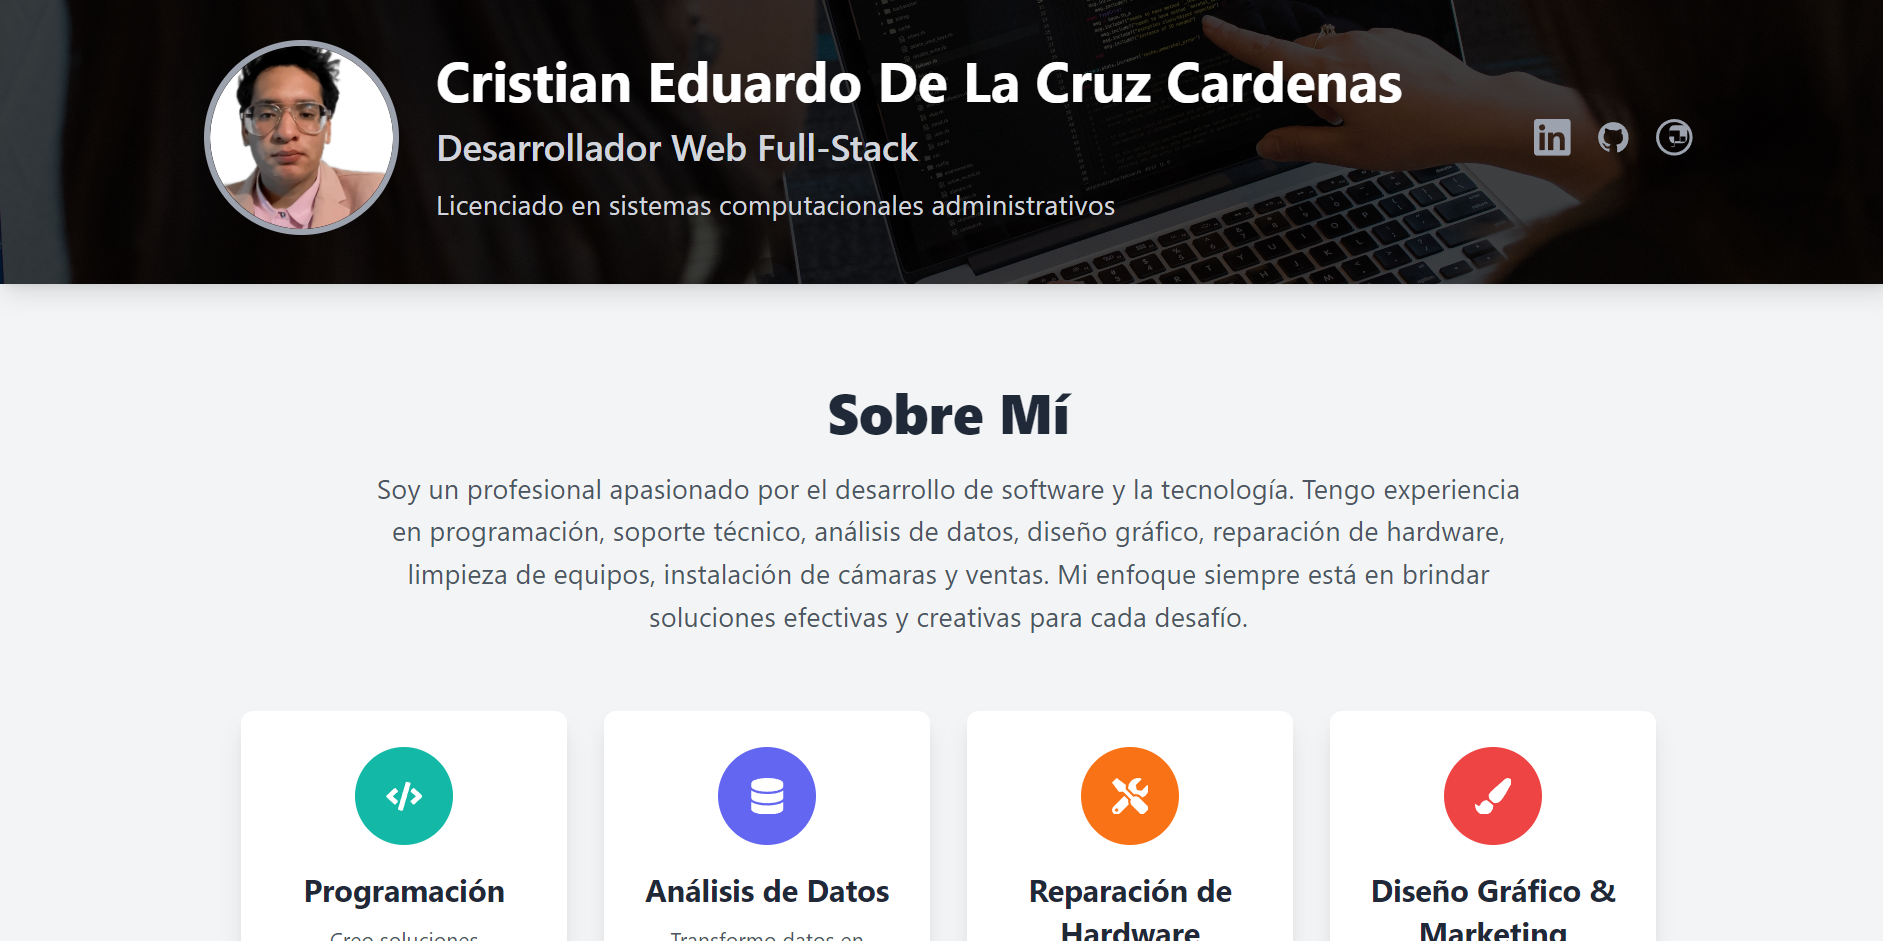 Cristian Eduardo De La Cruz Cardenas
Desarrollador Web Full-Stack
Licenciado en sistemas computacionales administrativos
in
Sobre Mí
Soy un profesional apasionado por el desarrollo de software y la tecnología. Tengo experiencia
en programación, soporte técnico, análisis de datos, diseño gráfico, reparación de hardware,
limpieza de equipos, instalación de cámaras y ventas. Mi enfoque siempre está en brindar
soluciones efectivas y creativas para cada desafío.
Programación
Creo soluciones
Análisis de Datos
Transformo datos en
Reparación de
Hardware
Diseño Gráfico &
Marketing